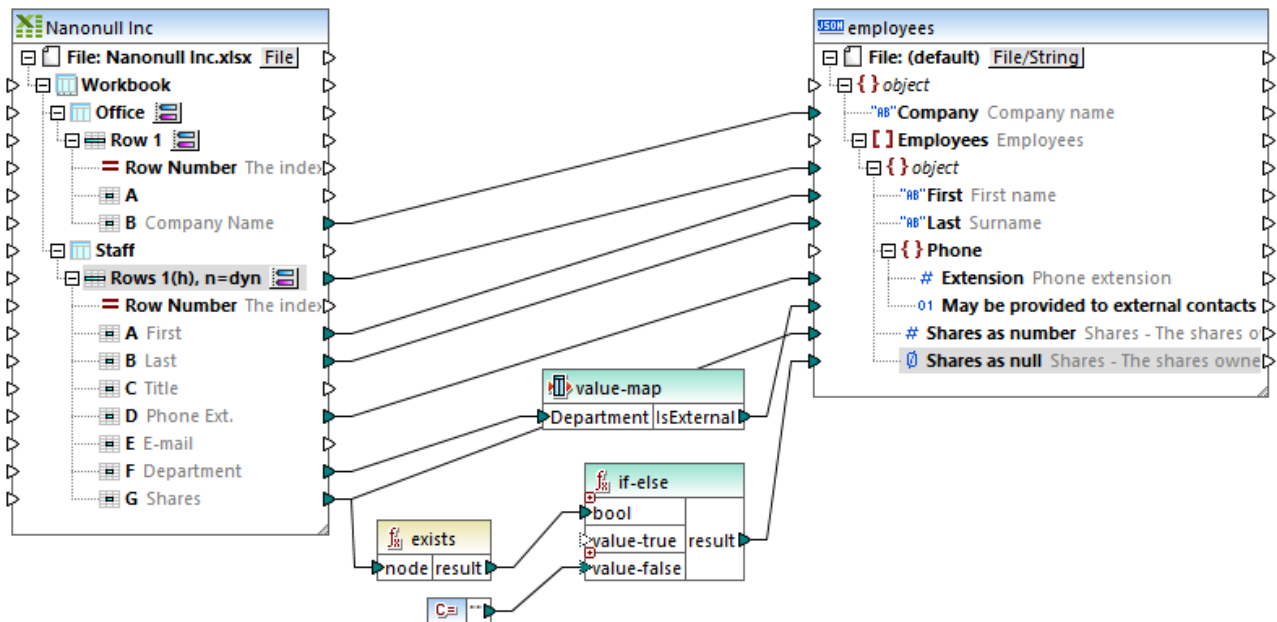 Nanonull Inc
File: Nanonull Inc.xlsx File
Workbook
Office
Row 1
Row Number The index
A
B Company Name
Staff
Rows 1(h), n=dyn
Row Number The index
A First
B Last
C Title
D Phone Ext.
E E-mail
F Department
G Shares
JSON employees
File: (default) File/String
{ } object
"AB" Company Company name
[ ] Employees Employees
{ } object
"AB" First First name
"AB" Last Surname
{ } Phone
# Extension Phone extension
01 May be provided to external contacts
# Shares as number Shares - The shares o
Shares as null Shares - The shares owne
value-map
Department IsExternal
if-else
bool
value-true result
value-false
exists
node result
C= ""